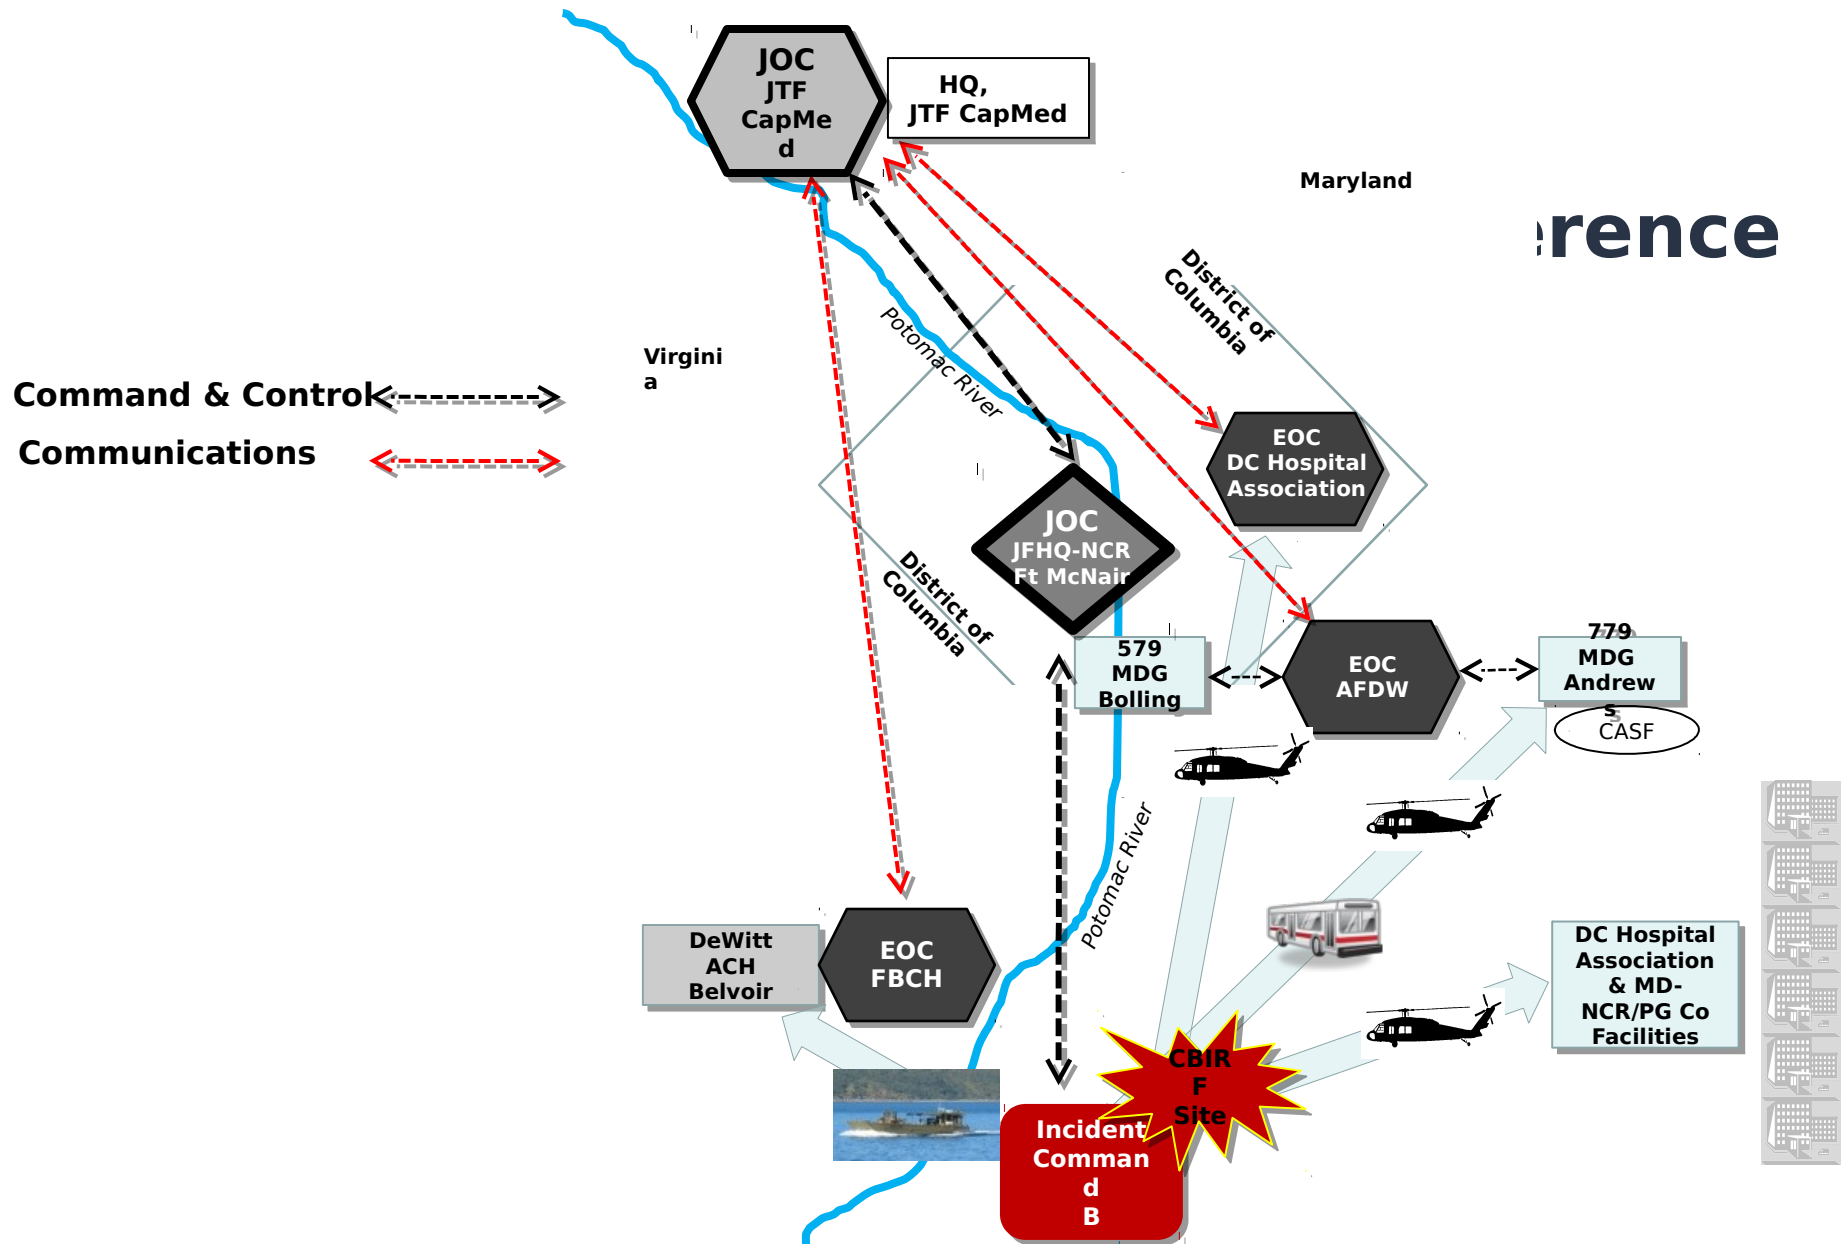 JOC
JTF
CapMe
d
HQ,
JTF CapMed
Maryland
erence
District of
Columbia
Potomac River
Virgini
a
Command & Control
Communications
EOC
DC Hospital
Association
JOC
JFHQ-NCR
Ft McNair
District of
Columbia
579
MDG
Bolling
EOC
AFDW
779
MDG
Andrew
s
CASF
Potomac River
DeWitt
ACH
Belvoir
EOC
FBCH
DC Hospital
Association
& MD-
NCR/PG Co
Facilities
CBIR
F
Site
Incident
Comman
d
B